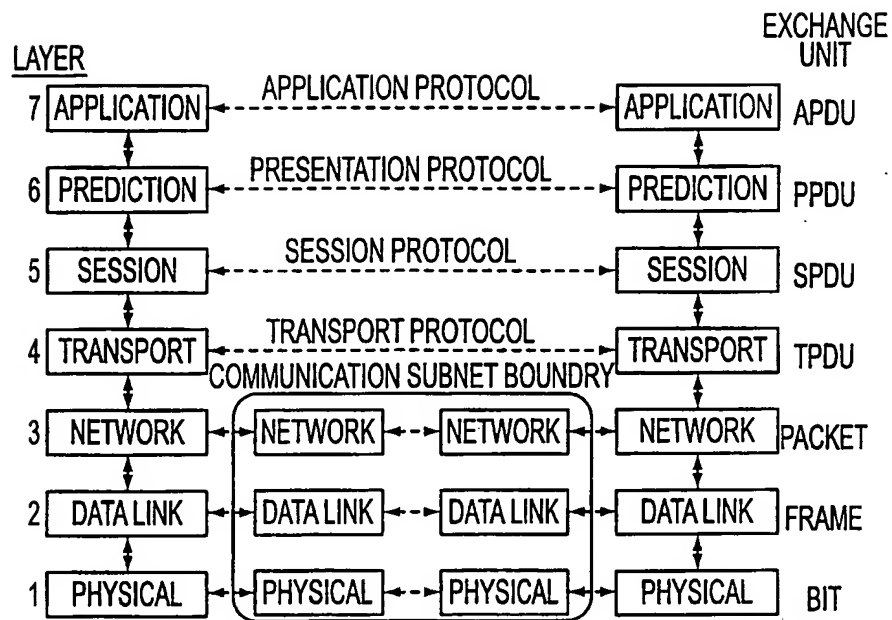 EXCHANGE
UNIT
LAYER
APPLICATION PROTOCOL
7 APPLICATION APPLICATION APDU
PRESENTATION PROTOCOL
6 PREDICTION PREDICTION PPDU
SESSION PROTOCOL
5 SESSION SESSION SPDU
TRANSPORT PROTOCOL
4 TRANSPORT TRANSPORT TPDU
COMMUNICATION SUBNET BOUNDRY
3 NETWORK NETWORK NETWORK NETWORK PACKET
2 DATA LINK DATA LINK DATA LINK DATA LINK FRAME
1 PHYSICAL PHYSICAL PHYSICAL PHYSICAL BIT